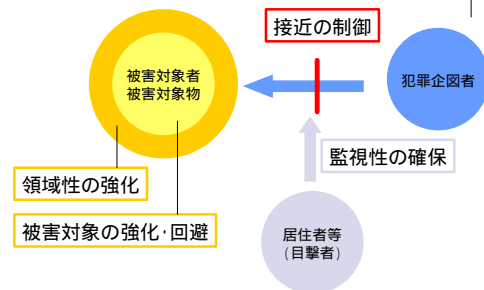 接近の制御
被害対象者
被害対象物
犯罪企図者
監視性の確保
領域性の強化
被害対象の強化･回避
居住者等
(目撃者)